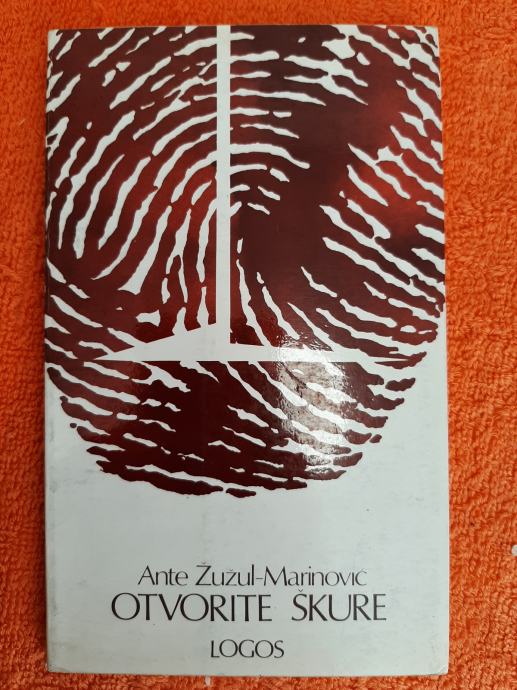 Ante Žužul-Marinović
OTVORITE ŠKURE
LOGOS